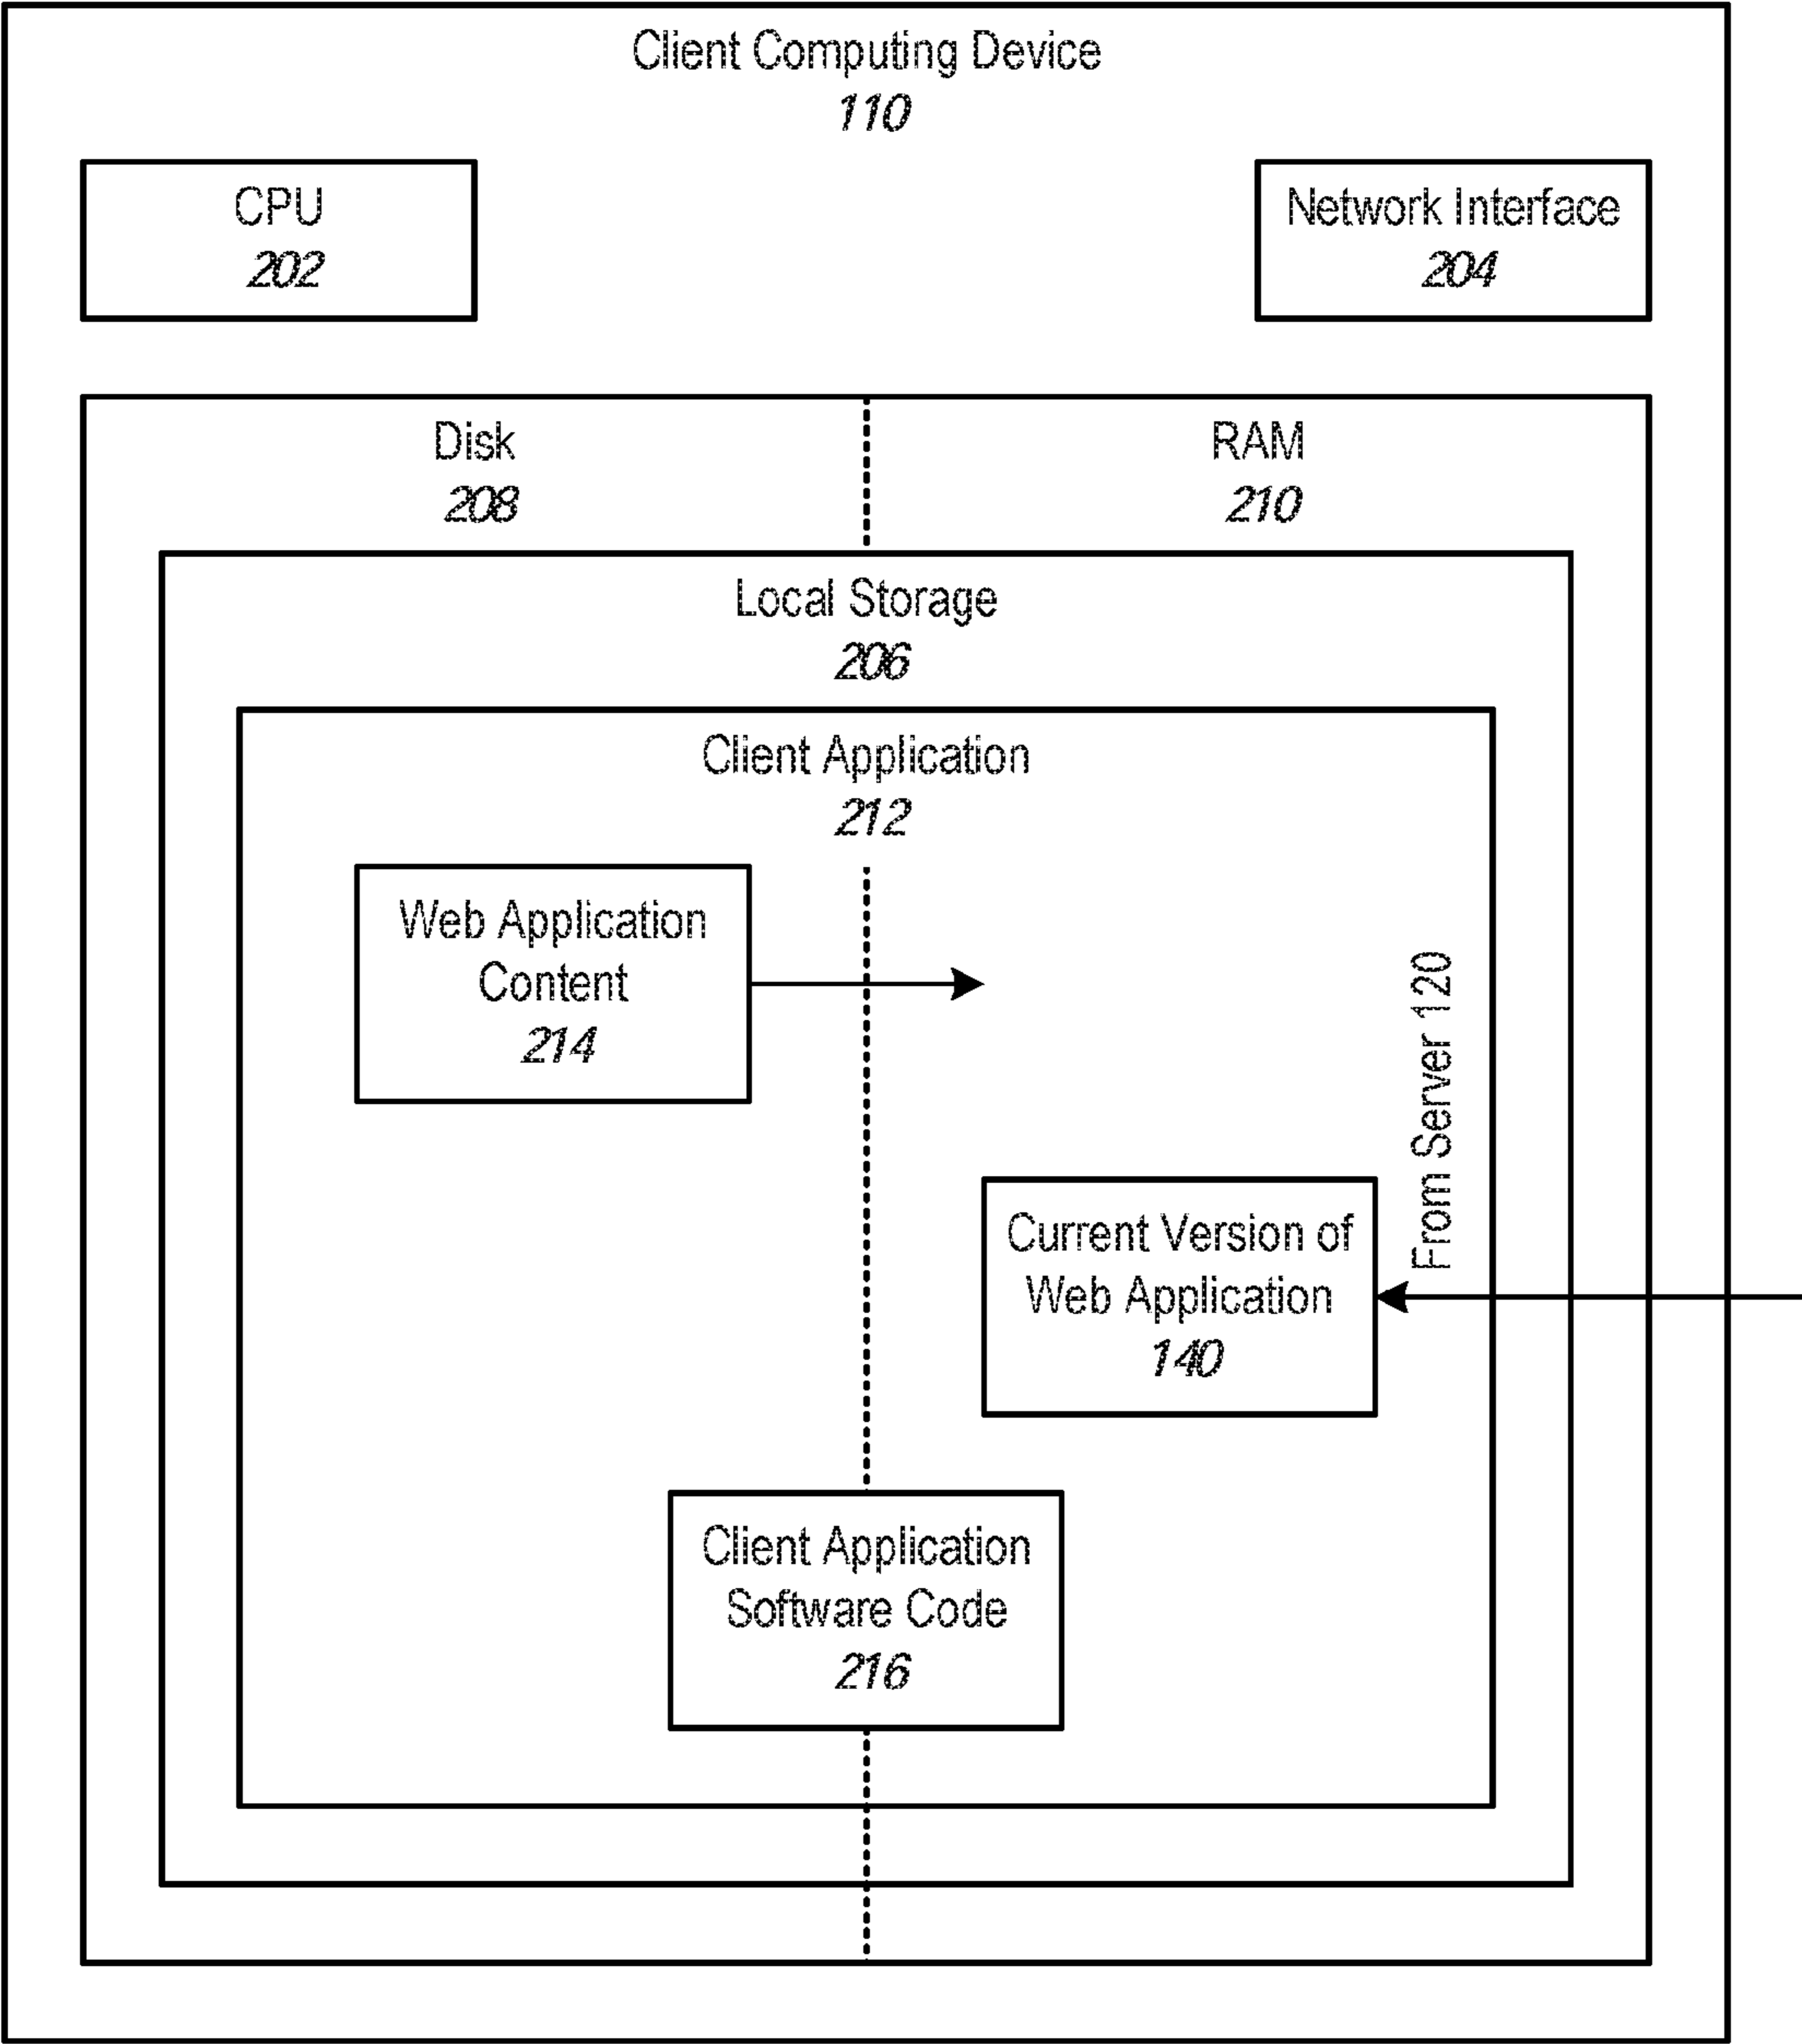 Client Computing Device
110
CPU
202
Network Interface
204
Disk
208
RAM
210
Local Storage
206
Client Application
212
Web Application
Content
214
From Server 120
Current Version of
Web Application
140
Client Application
Software Code
216